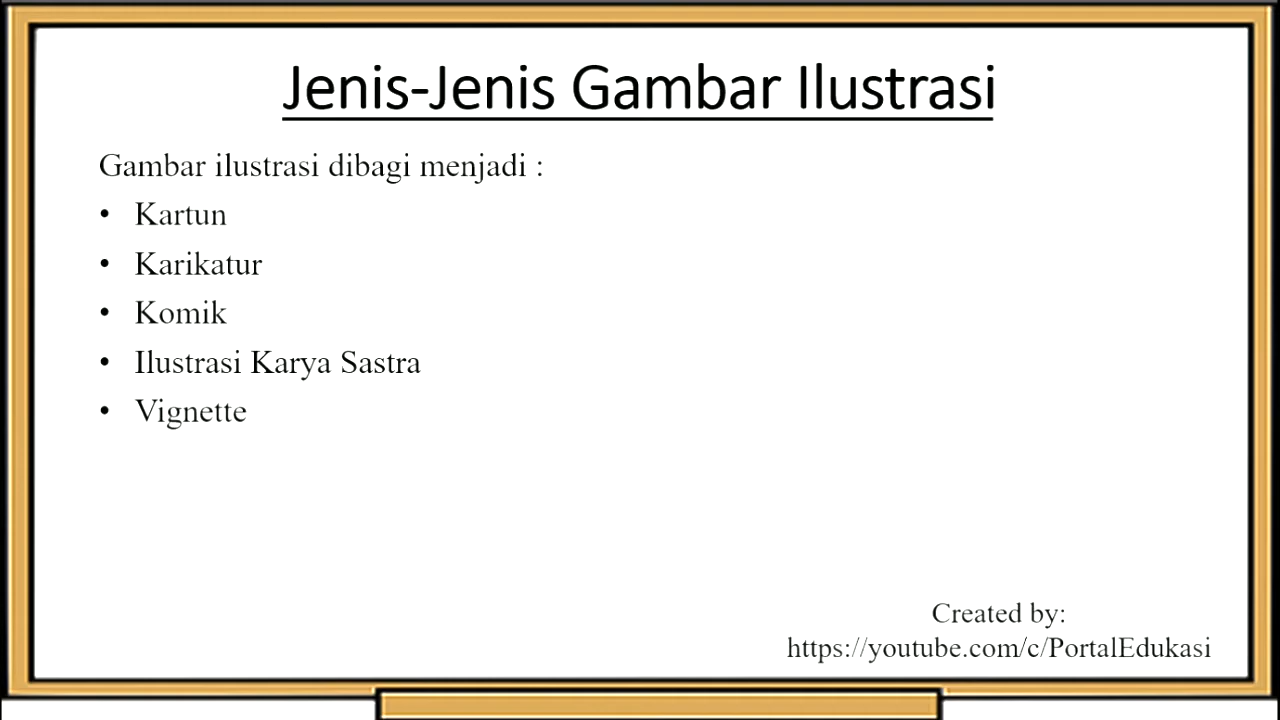 Jenis-Jenis Gambar Ilustrasi
Gambar ilustrasi dibagi menjadi :
• Kartun
• Karikatur
• Komik
• Ilustrasi Karya Sastra
• Vignette
Created by:
https://youtube.com/c/PortalEdukasi